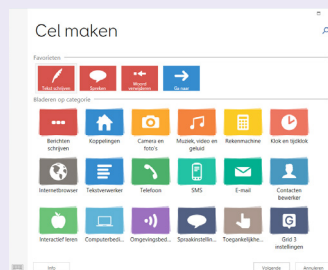 Cel maken
Favorieten
Tekst schrijven
Spreken
Woord verwijderen
Ga naar
Bladeren op categorie
Berichten schrijven
Koppelingen
Camera en foto's
Muziek, video en geluid
Rekenmachine
Klok en tijdklok
Internetbrowser
Tekstverwerker
Telefoon
SMS
E-mail
Contacten bewerker
Interactief leren
Computerbedi...
Omgevingsbed...
Spraakinstellin...
Toegankelijkhe...
Grid 3 instellingen
Info
Volgende
Annuleren